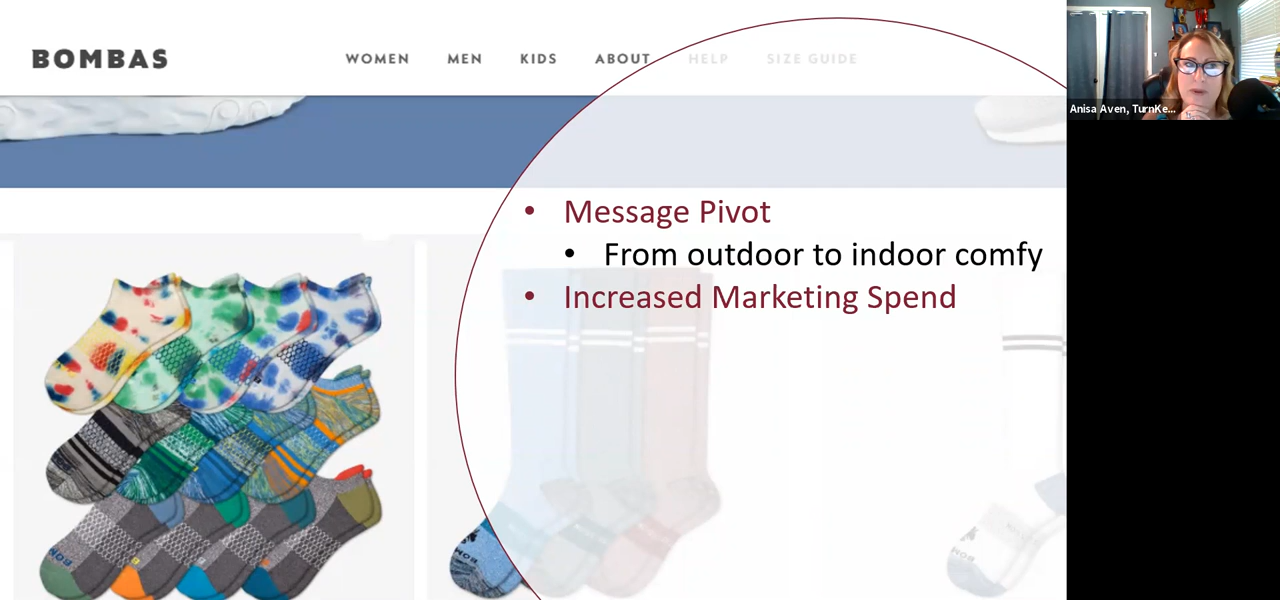 BOMBAS
WOMEN MEN KIDS ABOUT HELP SIZE GUIDE
Anisa Aven, TurnKe...
• Message Pivot
• From outdoor to indoor comfy
• Increased Marketing Spend